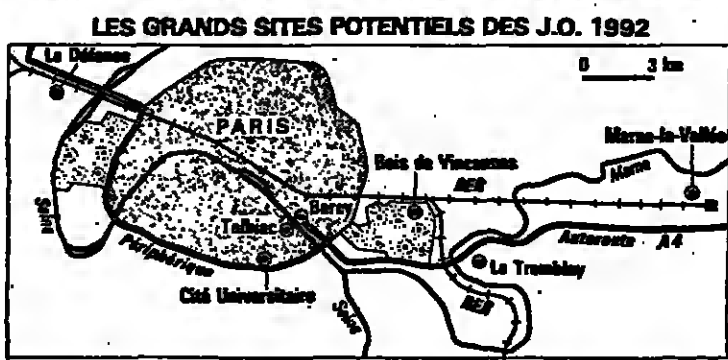 LES GRANDS SITES POTENTIELS DES J.O. 1992
La Défense
0 3 km
PARIS
Marne-la-Vallée
Bois de Vincennes
Marne
RER
Seine
Bercy
Tolbiac
Périphérique
Autoroute A4
Le Tremblay
Cité Universitaire
Seine
RER